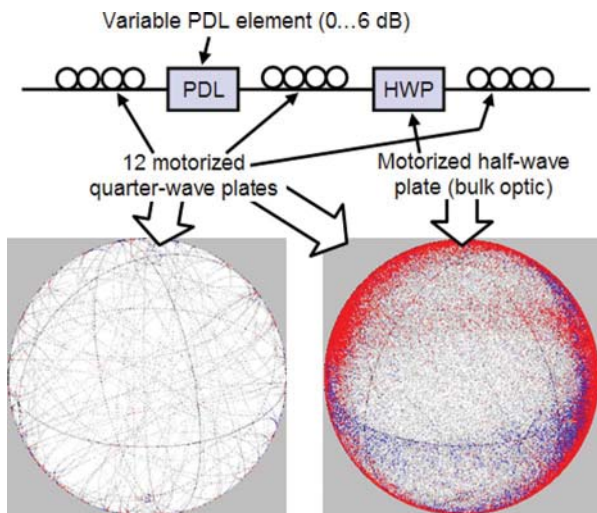 Variable PDL element (0...6 dB)
PDL
HWP
12 motorized
quarter-wave plates
Motorized half-wave
plate (bulk optic)